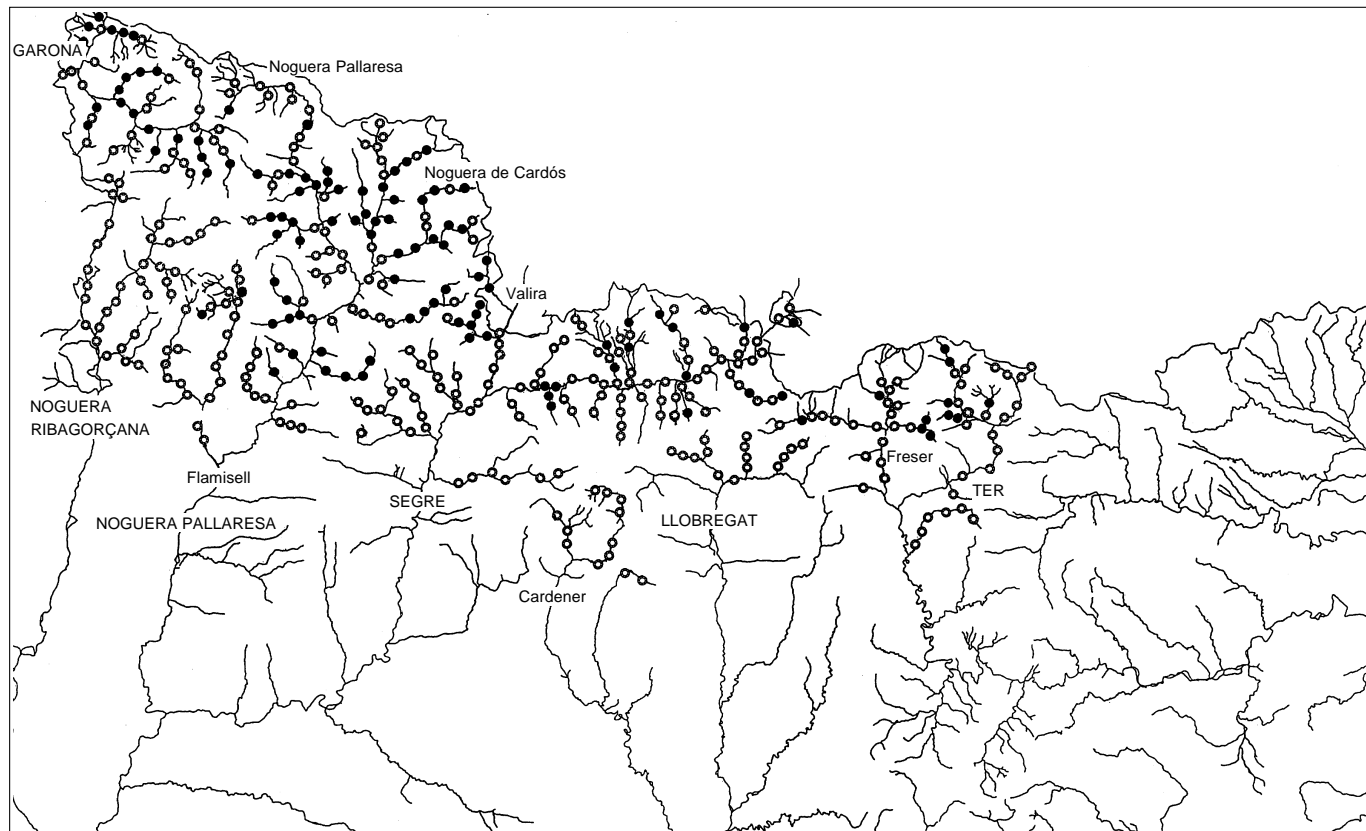 GARONA
Noguera Pallaresa
Noguera de Cardós
Valira
NOGUERA
RIBAGORÇANA
Flamisell
Freser
SEGRE
TER
NOGUERA PALLARESA
LLOBREGAT
Cardener